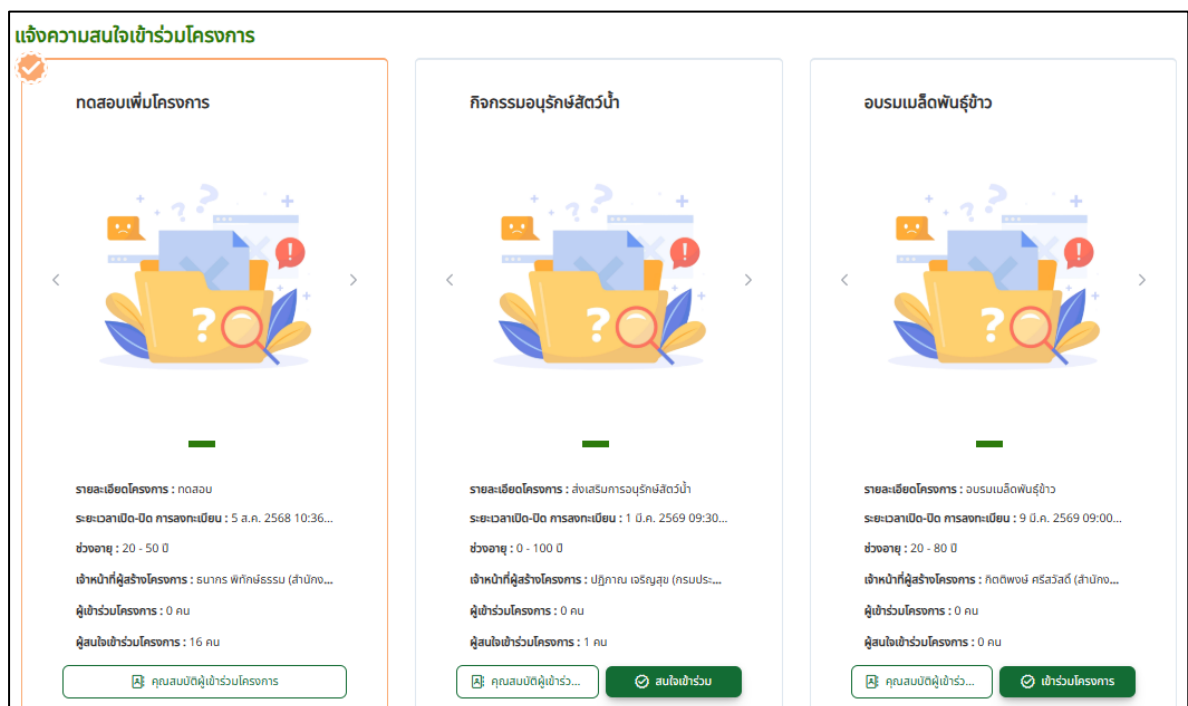 แจ้งความสนใจเข้าร่วมโครงการ
ทดสอบเพิ่มโครงการ
รายละเอียดโครงการ : ทดสอบ
ระยะเวลาเปิด-ปิด การลงทะเบียน : 5 ส.ค. 2568 10:36...
ช่วงอายุ : 20 - 50 ปี
เจ้าหน้าที่ผู้สร้างโครงการ : ธนากร พิทักษ์ธรรม (สำนักง...
ผู้เข้าร่วมโครงการ : 0 คน
ผู้สนใจเข้าร่วมโครงการ : 16 คน
คุณสมบัติผู้เข้าร่วมโครงการ
กิจกรรมอนุรักษ์สัตว์น้ำ
รายละเอียดโครงการ : ส่งเสริมการอนุรักษ์สัตว์น้ำ
ระยะเวลาเปิด-ปิด การลงทะเบียน : 1 มี.ค. 2569 09:30...
ช่วงอายุ : 0 - 100 ปี
เจ้าหน้าที่ผู้สร้างโครงการ : ปฏิภาณ เจริญสุข (กรมประ...
ผู้เข้าร่วมโครงการ : 0 คน
ผู้สนใจเข้าร่วมโครงการ : 1 คน
คุณสมบัติผู้เข้าร่ว...
สนใจเข้าร่วม
อบรมเมล็ดพันธุ์ข้าว
รายละเอียดโครงการ : อบรมเมล็ดพันธุ์ข้าว
ระยะเวลาเปิด-ปิด การลงทะเบียน : 9 มี.ค. 2569 09:00...
ช่วงอายุ : 20 - 80 ปี
เจ้าหน้าที่ผู้สร้างโครงการ : กิตติพงษ์ ศรีสวัสดิ์ (สำนักง...
ผู้เข้าร่วมโครงการ : 0 คน
ผู้สนใจเข้าร่วมโครงการ : 0 คน
คุณสมบัติผู้เข้าร่ว...
เข้าร่วมโครงการ